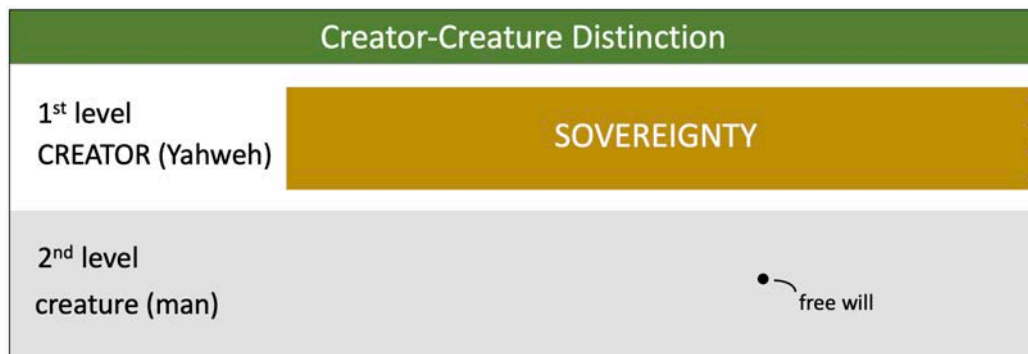 Creator-Creature Distinction
1st level
CREATOR (Yahweh)
SOVEREIGNTY
2nd level
creature (man)
free will